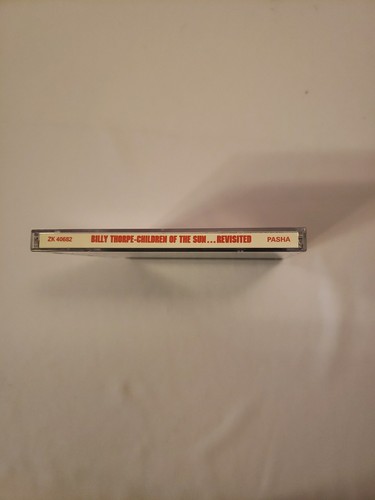 ZK 40682 BILLY THORPE-CHILDREN OF THE SUN...REVISITED PASHA